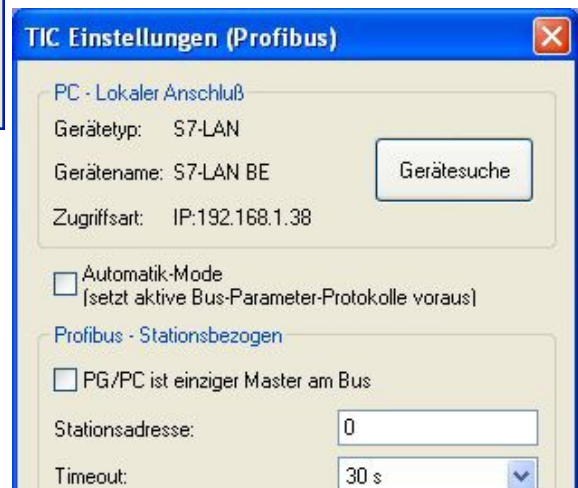 TIC Einstellungen (Profibus)
PC - Lokaler Anschluß
Gerätetyp: S7-LAN
Gerätename: S7-LAN BE
Gerätesuche
Zugriffsart: IP:192.168.1.38
Automatik-Mode
(setzt aktive Bus-Parameter-Protokolle voraus)
Profibus - Stationsbezogen
PG/PC ist einziger Master am Bus
Stationsadresse: 0
Timeout: 30 s